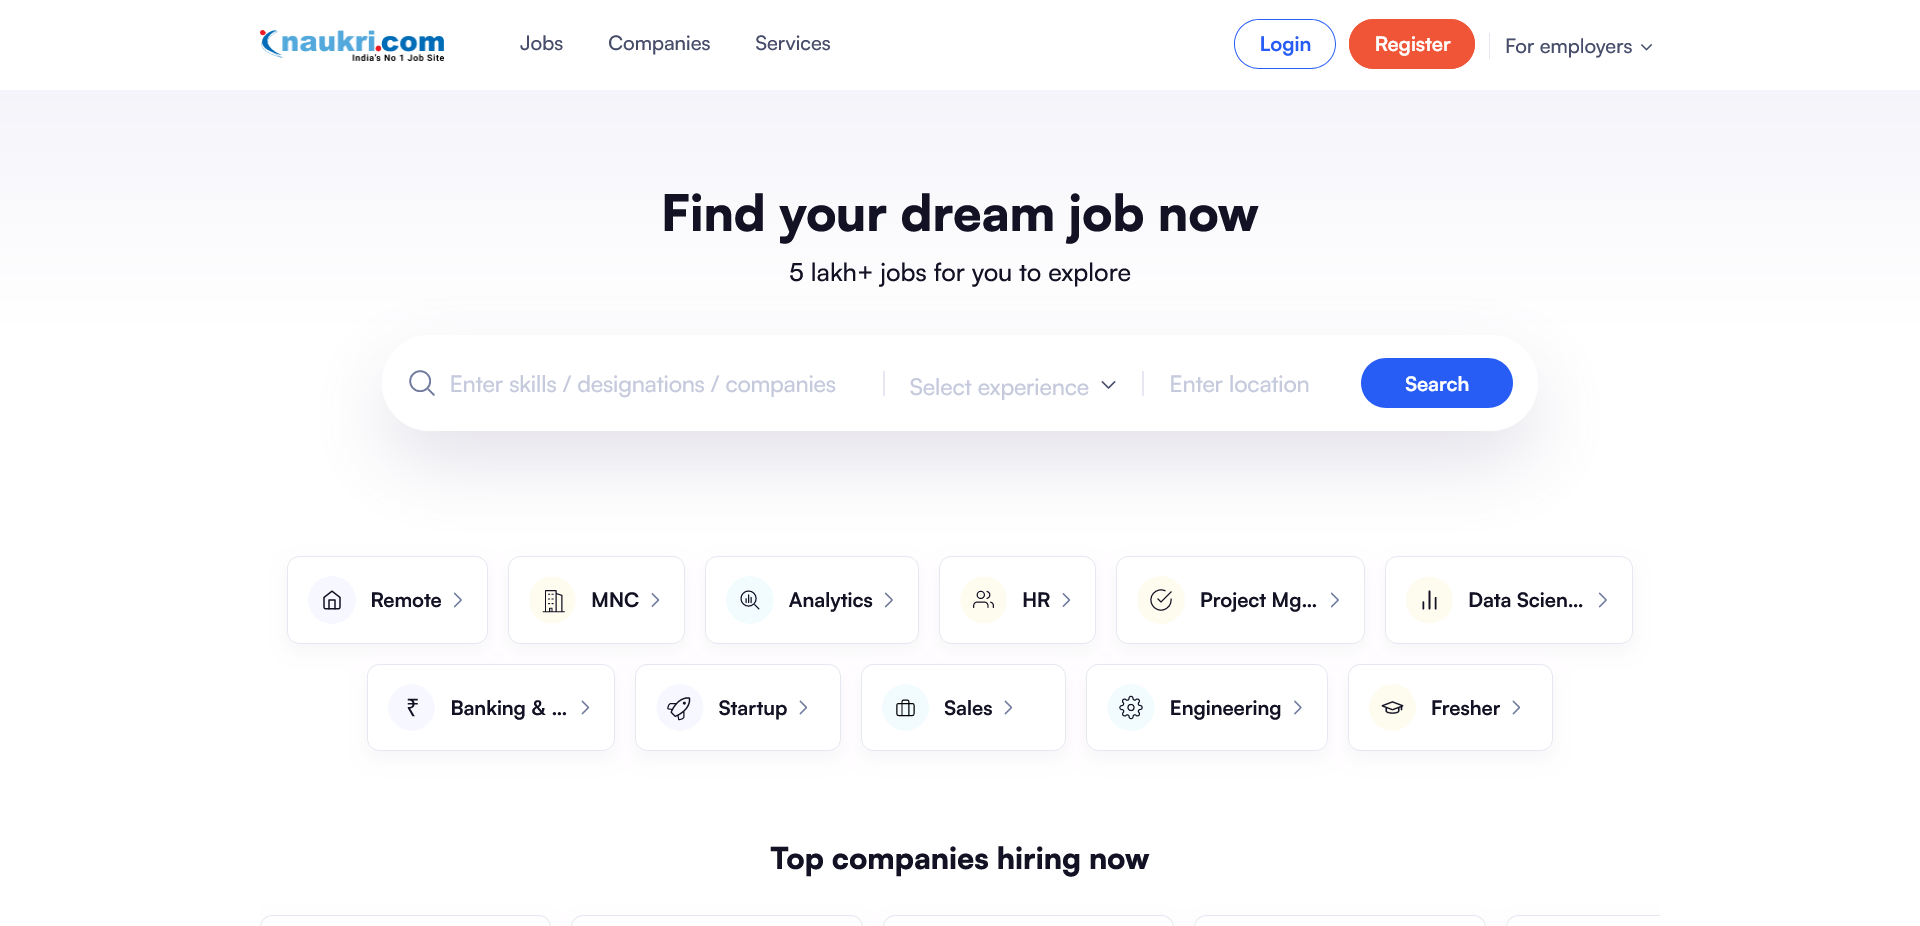 naukri.com
India's No 1 Job Site
Jobs
Companies
Services
Login
Register
For employers
Find your dream job now
5 lakh+ jobs for you to explore
Enter skills / designations / companies
Select experience
Enter location
Search
Remote
MNC
Analytics
HR
Project Mg...
Data Scien...
Banking & ...
Startup
Sales
Engineering
Fresher
Top companies hiring now